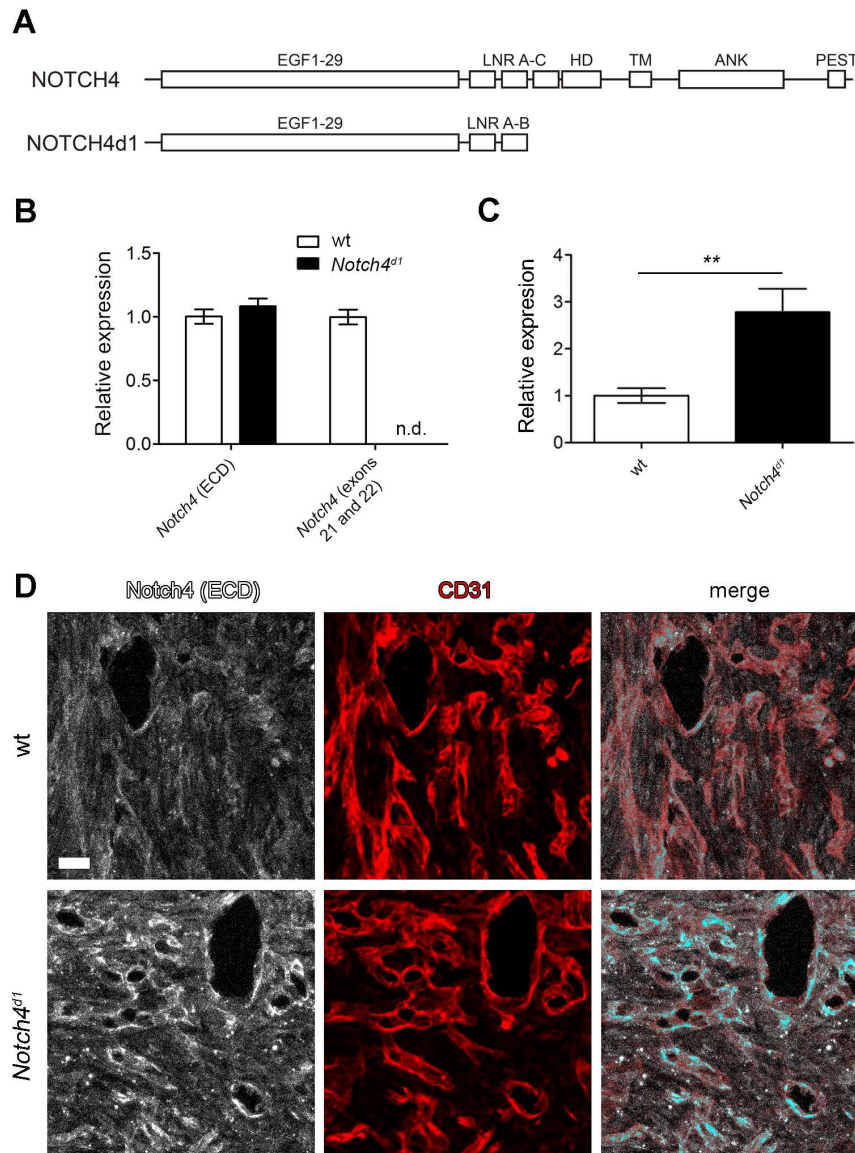 A
EGF1-29 LNR A-C HD TM ANK PEST
NOTCH4
EGF1-29 LNR A-B
NOTCH4d1
B
wt
Notch4d1
Relative expression
1.5
1.0
0.5
0.0
n.d.
Notch4 (ECD)
Notch4 (exons
21 and 22)
C
Relative expresion
4
3
2
1
0
**
wt
Notch4d1
D
Notch4 (ECD) CD31 merge
wt
Notch4d1